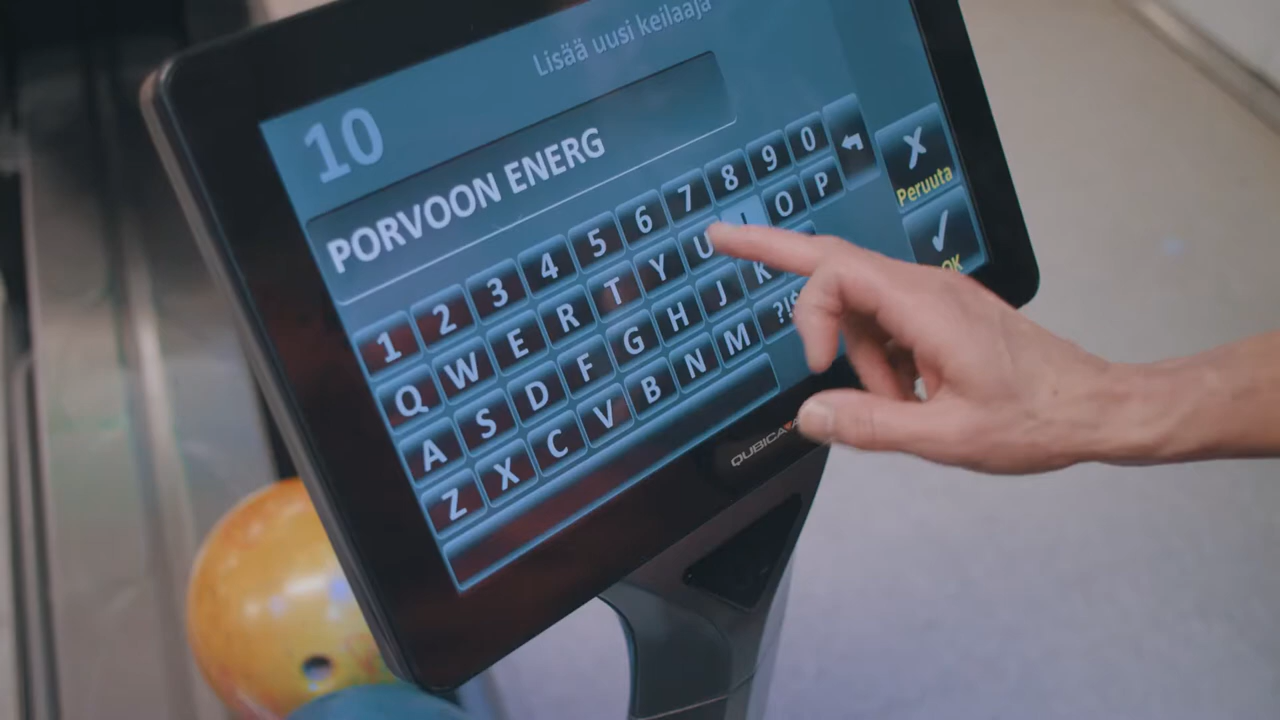 Lisää uusi keilaaja
10
PORVOON ENERG
1 2 3 4 5 6 7 8 9 0
Q W E R T Y U I O P
A S D F G H J K
Z X C V B N M ?!$
Peruuta
OK
QUBICA